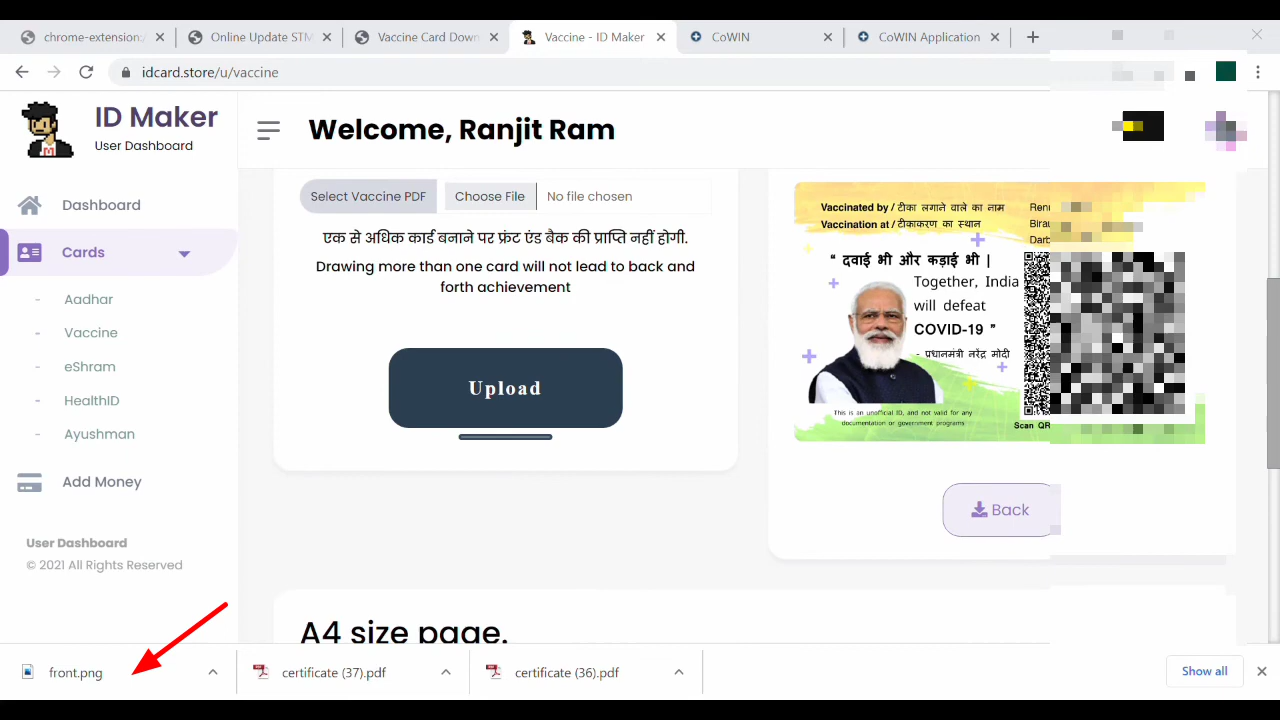 chrome-extension:/
Online Update STM
Vaccine Card Down
Vaccine - ID Maker
CoWIN
CoWIN Application
idcard.store/u/vaccine
ID Maker
User Dashboard
Welcome, Ranjit Ram
Dashboard
Cards
- Aadhar
- Vaccine
- eShram
- HealthID
- Ayushman
Add Money
User Dashboard
© 2021 All Rights Reserved
Select Vaccine PDF
Choose File
No file chosen
एक से अधिक कार्ड बनाने पर फ्रंट एंड बैक की प्राप्ति नहीं होगी.
Drawing more than one card will not lead to back and
forth achievement
Upload
Vaccinated by / टीका लगाने वाले का नाम
Vaccination at / टीकाकरण का स्थान
“ दवाई भी और कड़ाई भी |
Together, India
will defeat
COVID-19 ”
- प्रधानमंत्री नरेंद्र मोदी
This is an unofficial ID, and not valid for any
documentation or government programs
Scan QR
Back
A4 size page.
front.png
certificate (37).pdf
certificate (36).pdf
Show all